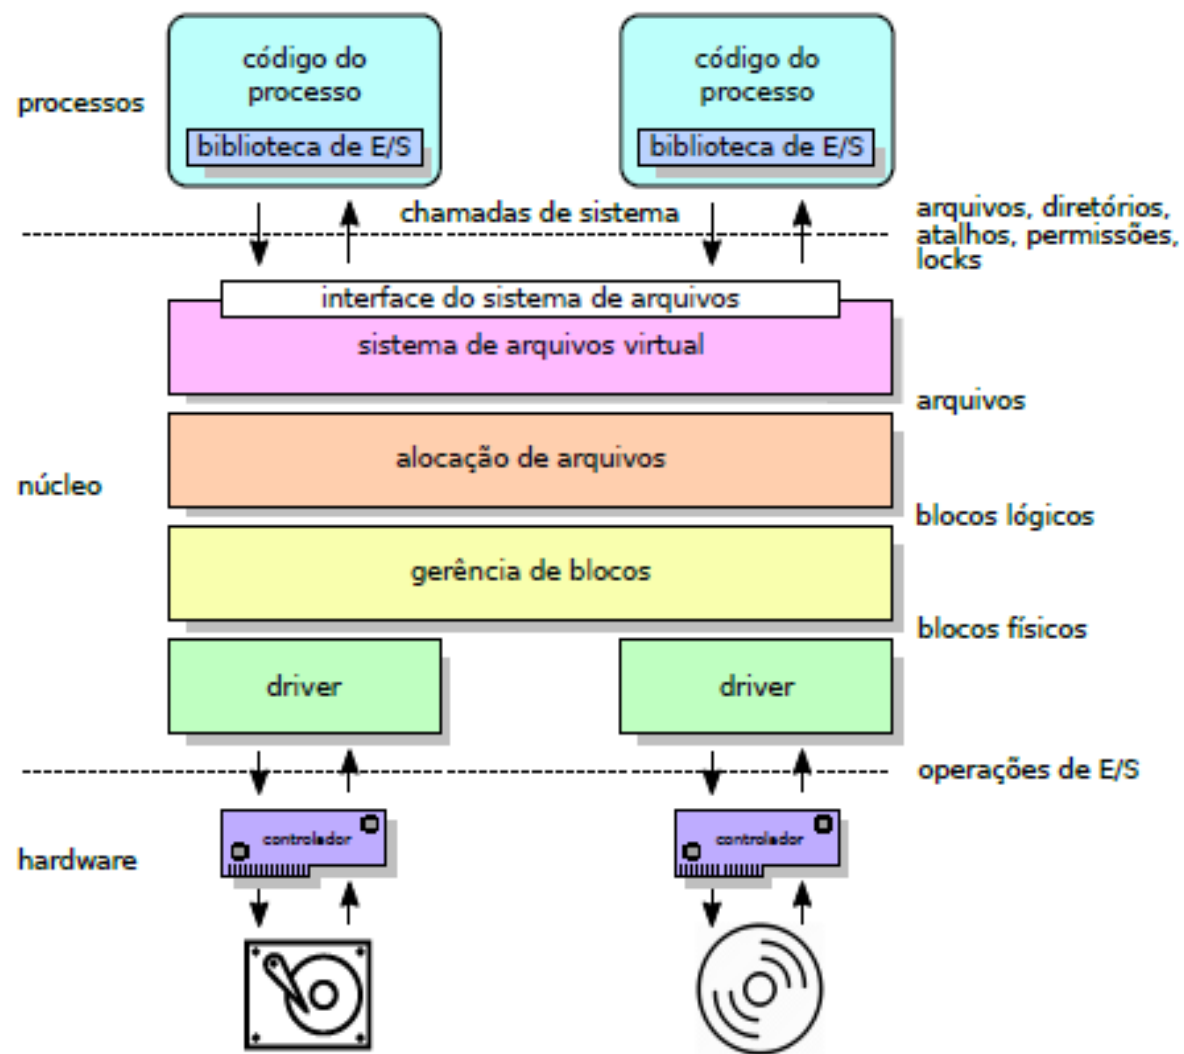 código do
processo
código do
processo
processos
biblioteca de E/S
biblioteca de E/S
chamadas de sistema
arquivos, diretórios,
atalhos, permissões,
locks
interface do sistema de arquivos
sistema de arquivos virtual
arquivos
alocação de arquivos
núcleo
blocos lógicos
gerência de blocos
blocos físicos
driver
driver
operações de E/S
controlador
controlador
hardware